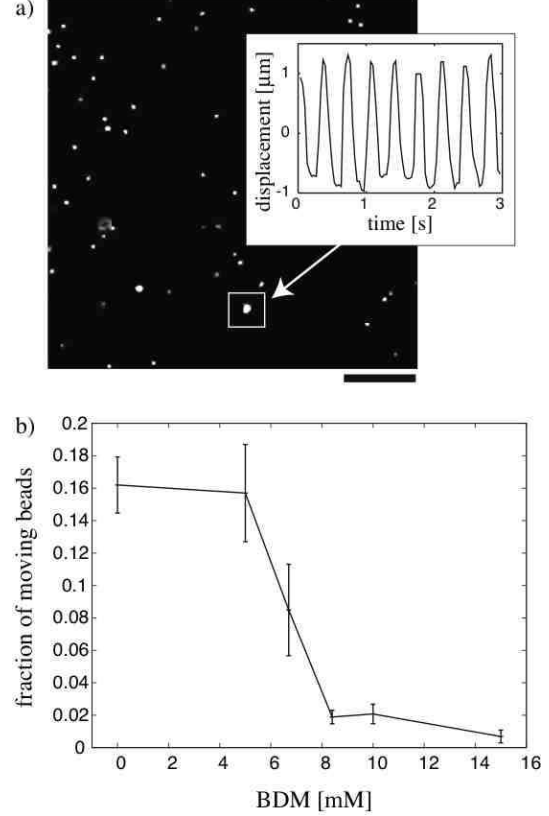 a)
displacement [µm]
1
0
-1
0
1
2
3
time [s]
b)
fraction of moving beads
0.2
0.18
0.16
0.14
0.12
0.1
0.08
0.06
0.04
0.02
0
0 2 4 6 8 10 12 14 16
BDM [mM]